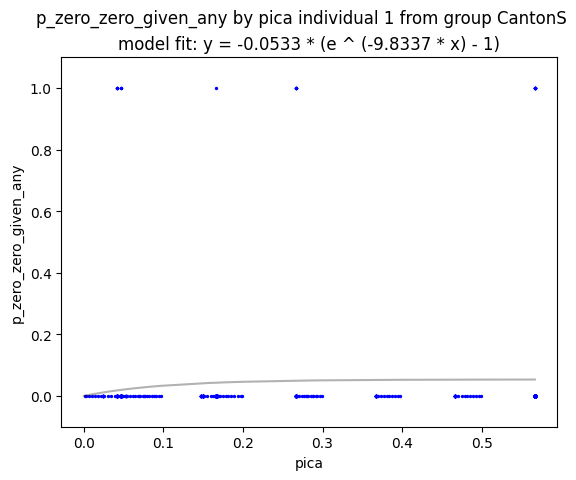 p_zero_zero_given_any by pica individual 1 from group CantonS
model fit: y = -0.0533 * (e ^ (-9.8337 * x) - 1)
p_zero_zero_given_any
1.0
0.8
0.6
0.4
0.2
0.0
0.0 0.1 0.2 0.3 0.4 0.5
pica